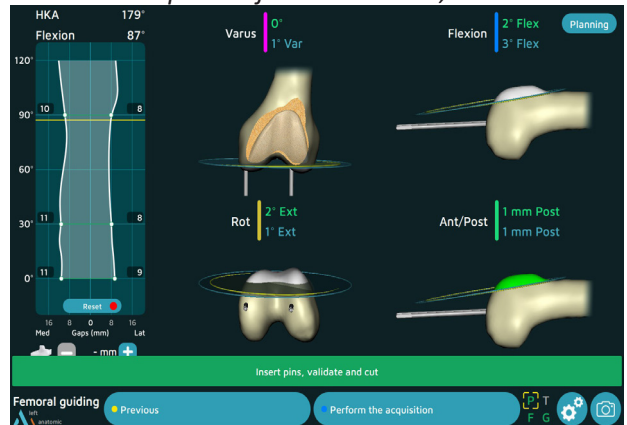 HKA 179°
Flexion 87°
120°
10 8
90°
60°
11 8
30°
11 9
0°
Reset
16 8 0 8 16
Med Gaps (mm) Lat
- mm +
Varus 0°
1° Var
Flexion 2° Flex
3° Flex
Planning
Rot 2° Ext
1° Ext
Ant/Post 1 mm Post
1 mm Post
Insert pins, validate and cut
Femoral guiding
left
anatomic
Previous
Perform the acquisition
P T
F G